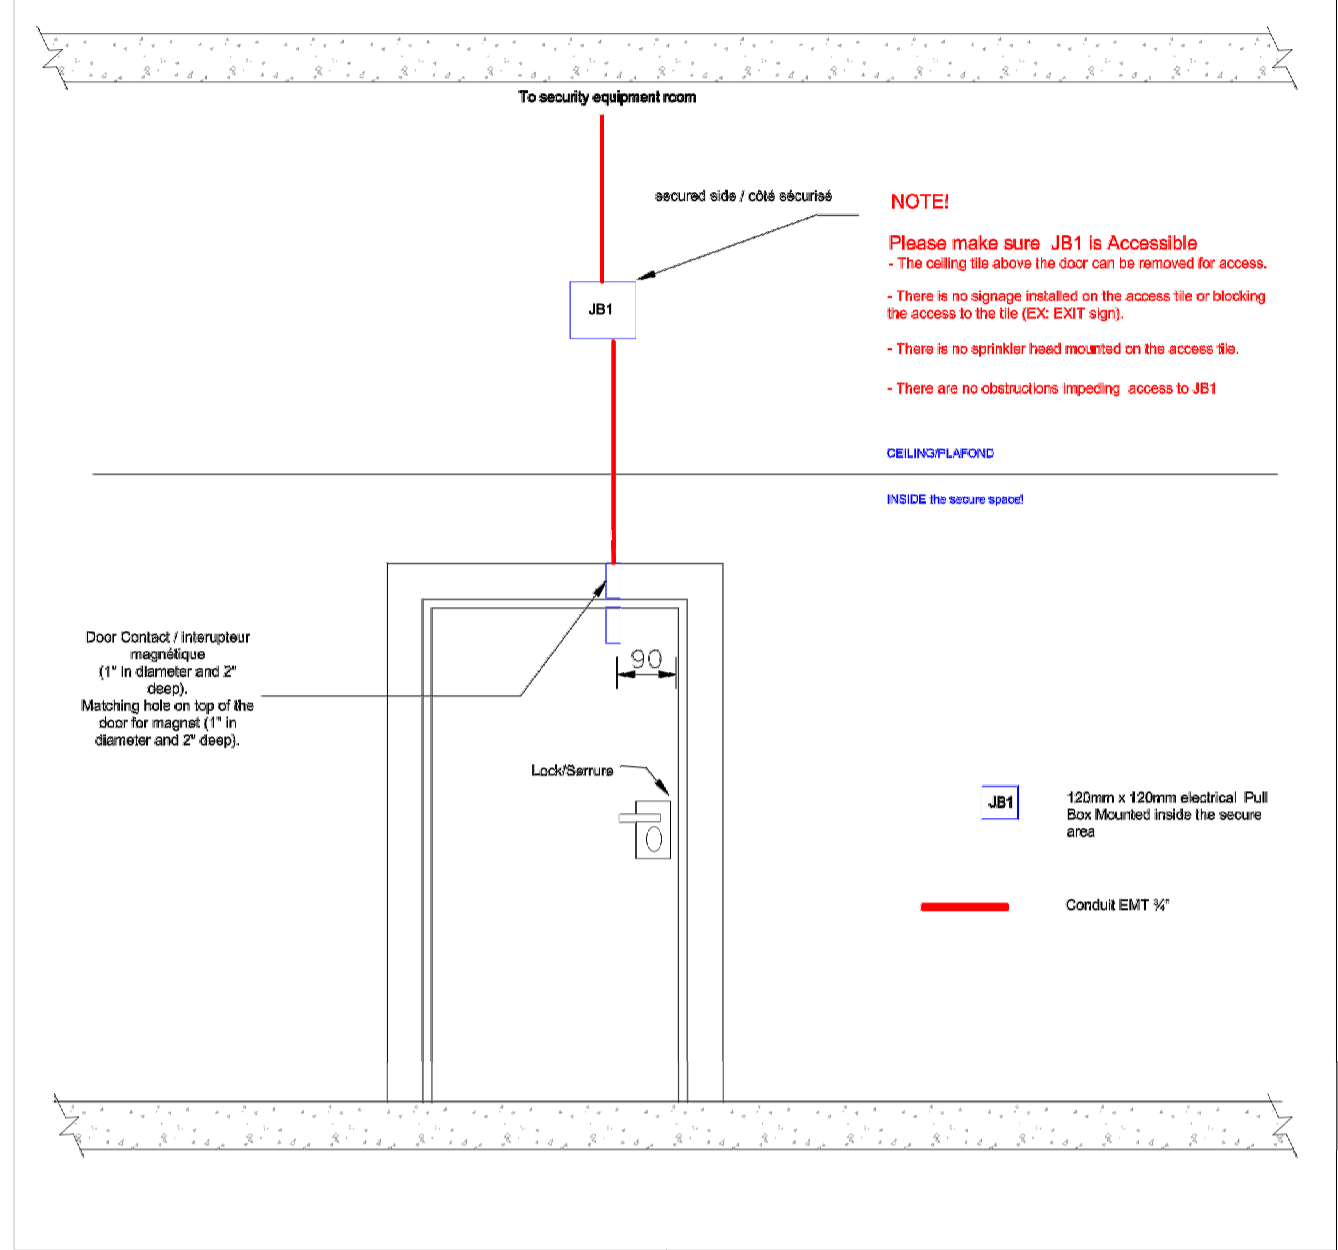 To security equipment room
secured side / côté sécurisé
JB1
NOTE!
Please make sure JB1 is Accessible
- The ceiling tile above the door can be removed for access.
- There is no signage installed on the access tile or blocking
the access to the tile (EX: EXIT sign).
- There is no sprinkler head mounted on the access tile.
- There are no obstructions impeding access to JB1
CEILING/PLAFOND
INSIDE the secure space!
Door Contact / interupteur
magnétique
(1" in diameter and 2"
deep).
Matching hole on top of the
door for magnet (1" in
diameter and 2" deep).
90
Lock/Serrure
JB1
120mm x 120mm electrical Pull
Box Mounted inside the secure
area
Conduit EMT ¾"